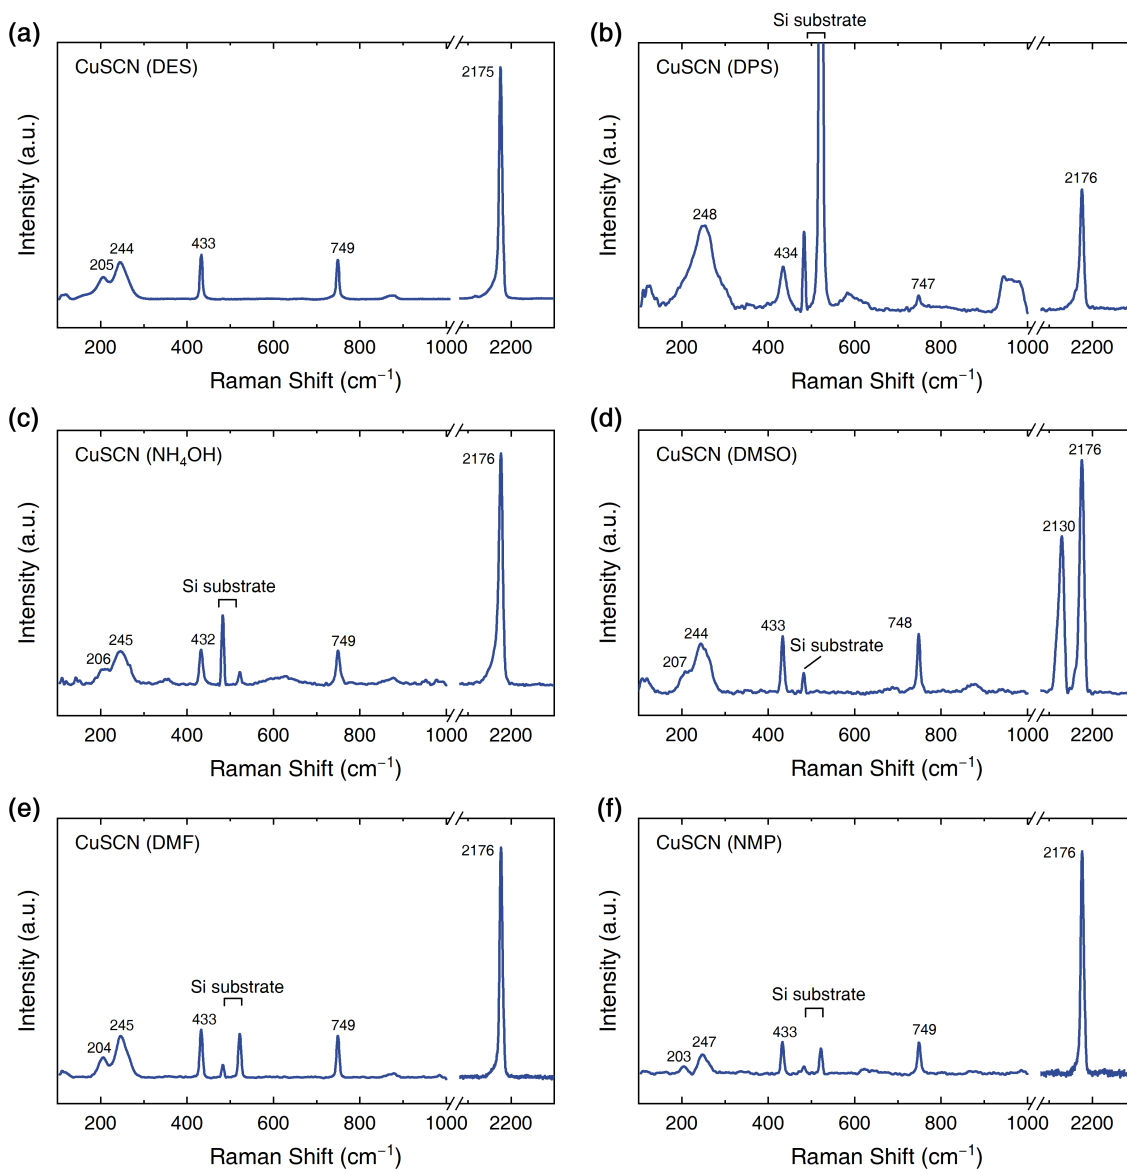 (a)
CuSCN (DES)
2175
205
244
433
749
Intensity (a.u.)
200
400
600
800
1000
2200
Raman Shift (cm⁻¹)
(b)
Si substrate
CuSCN (DPS)
248
434
747
2176
Intensity (a.u.)
200
400
600
800
1000
2200
Raman Shift (cm⁻¹)
(c)
CuSCN (NH₄OH)
2176
Si substrate
206
245
432
749
Intensity (a.u.)
200
400
600
800
1000
2200
Raman Shift (cm⁻¹)
(d)
CuSCN (DMSO)
2176
2130
207
244
433
Si substrate
748
Intensity (a.u.)
200
400
600
800
1000
2200
Raman Shift (cm⁻¹)
(e)
CuSCN (DMF)
2176
Si substrate
204
245
433
749
Intensity (a.u.)
200
400
600
800
1000
2200
Raman Shift (cm⁻¹)
(f)
CuSCN (NMP)
2176
Si substrate
203
247
433
749
Intensity (a.u.)
200
400
600
800
1000
2200
Raman Shift (cm⁻¹)